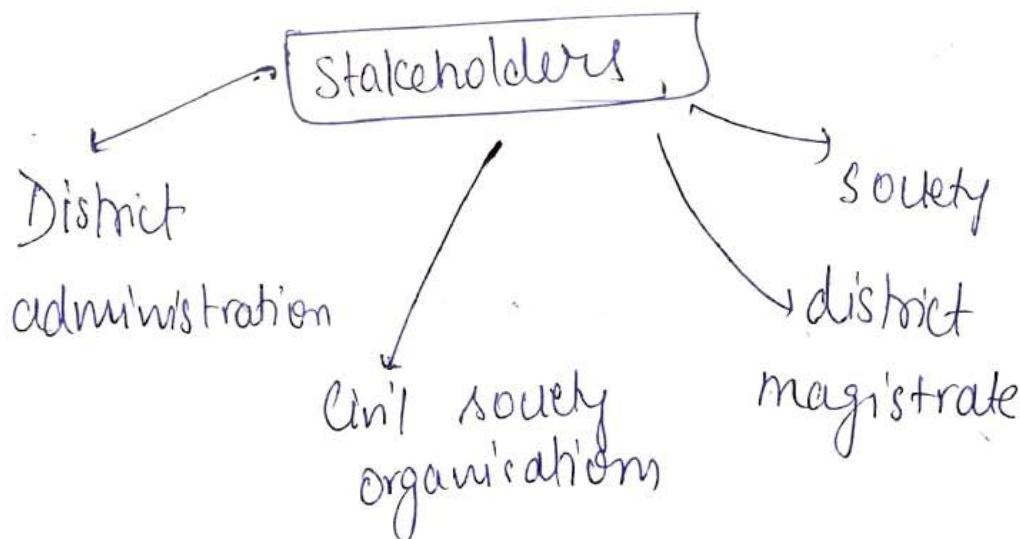 Stakeholders
District
administration
Civil society
organisations
society
district
magistrate